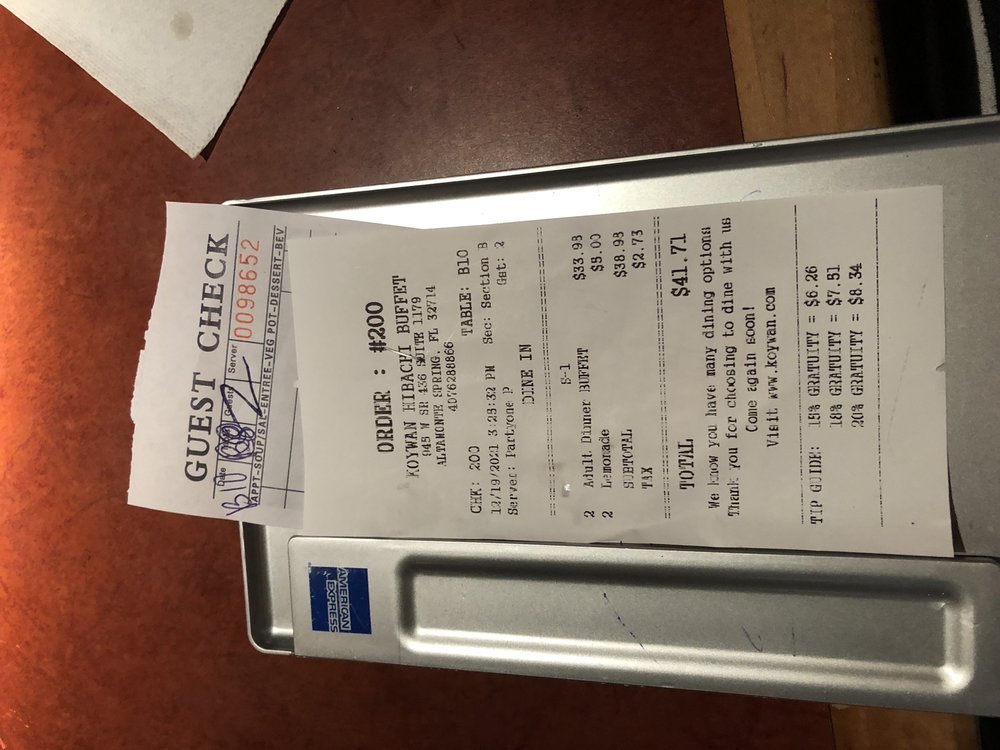 GUEST CHECK
Date Guests Server
0098652
APPT-SOUP/SAL-ENTREE-VEG POT-DESSERT-BEV
ORDER : #200
KOYWAN HIBACHI BUFFET
945 W SR 436 SUITE 1179
ALTAMONTE SPRING, FL 32714
4076288866
CHK: 200 TABLE: B10
12/19/2021 3:28:32 PM Sec: Section B
Server: Partyone P Gst: 2
DINE IN
S-1
2 Adult Dinner BUFFET $33.98
2 Lemonade $5.00
SUBTOTAL $38.98
TAX $2.73
TOTAL $41.71
We know you have many dining options
Thank you for choosing to dine with us
Come again soon!
Visit www.koywan.com
TIP GUIDE: 15% GRATUITY = $6.26
18% GRATUITY = $7.51
20% GRATUITY = $8.34
AMERICAN
EXPRESS